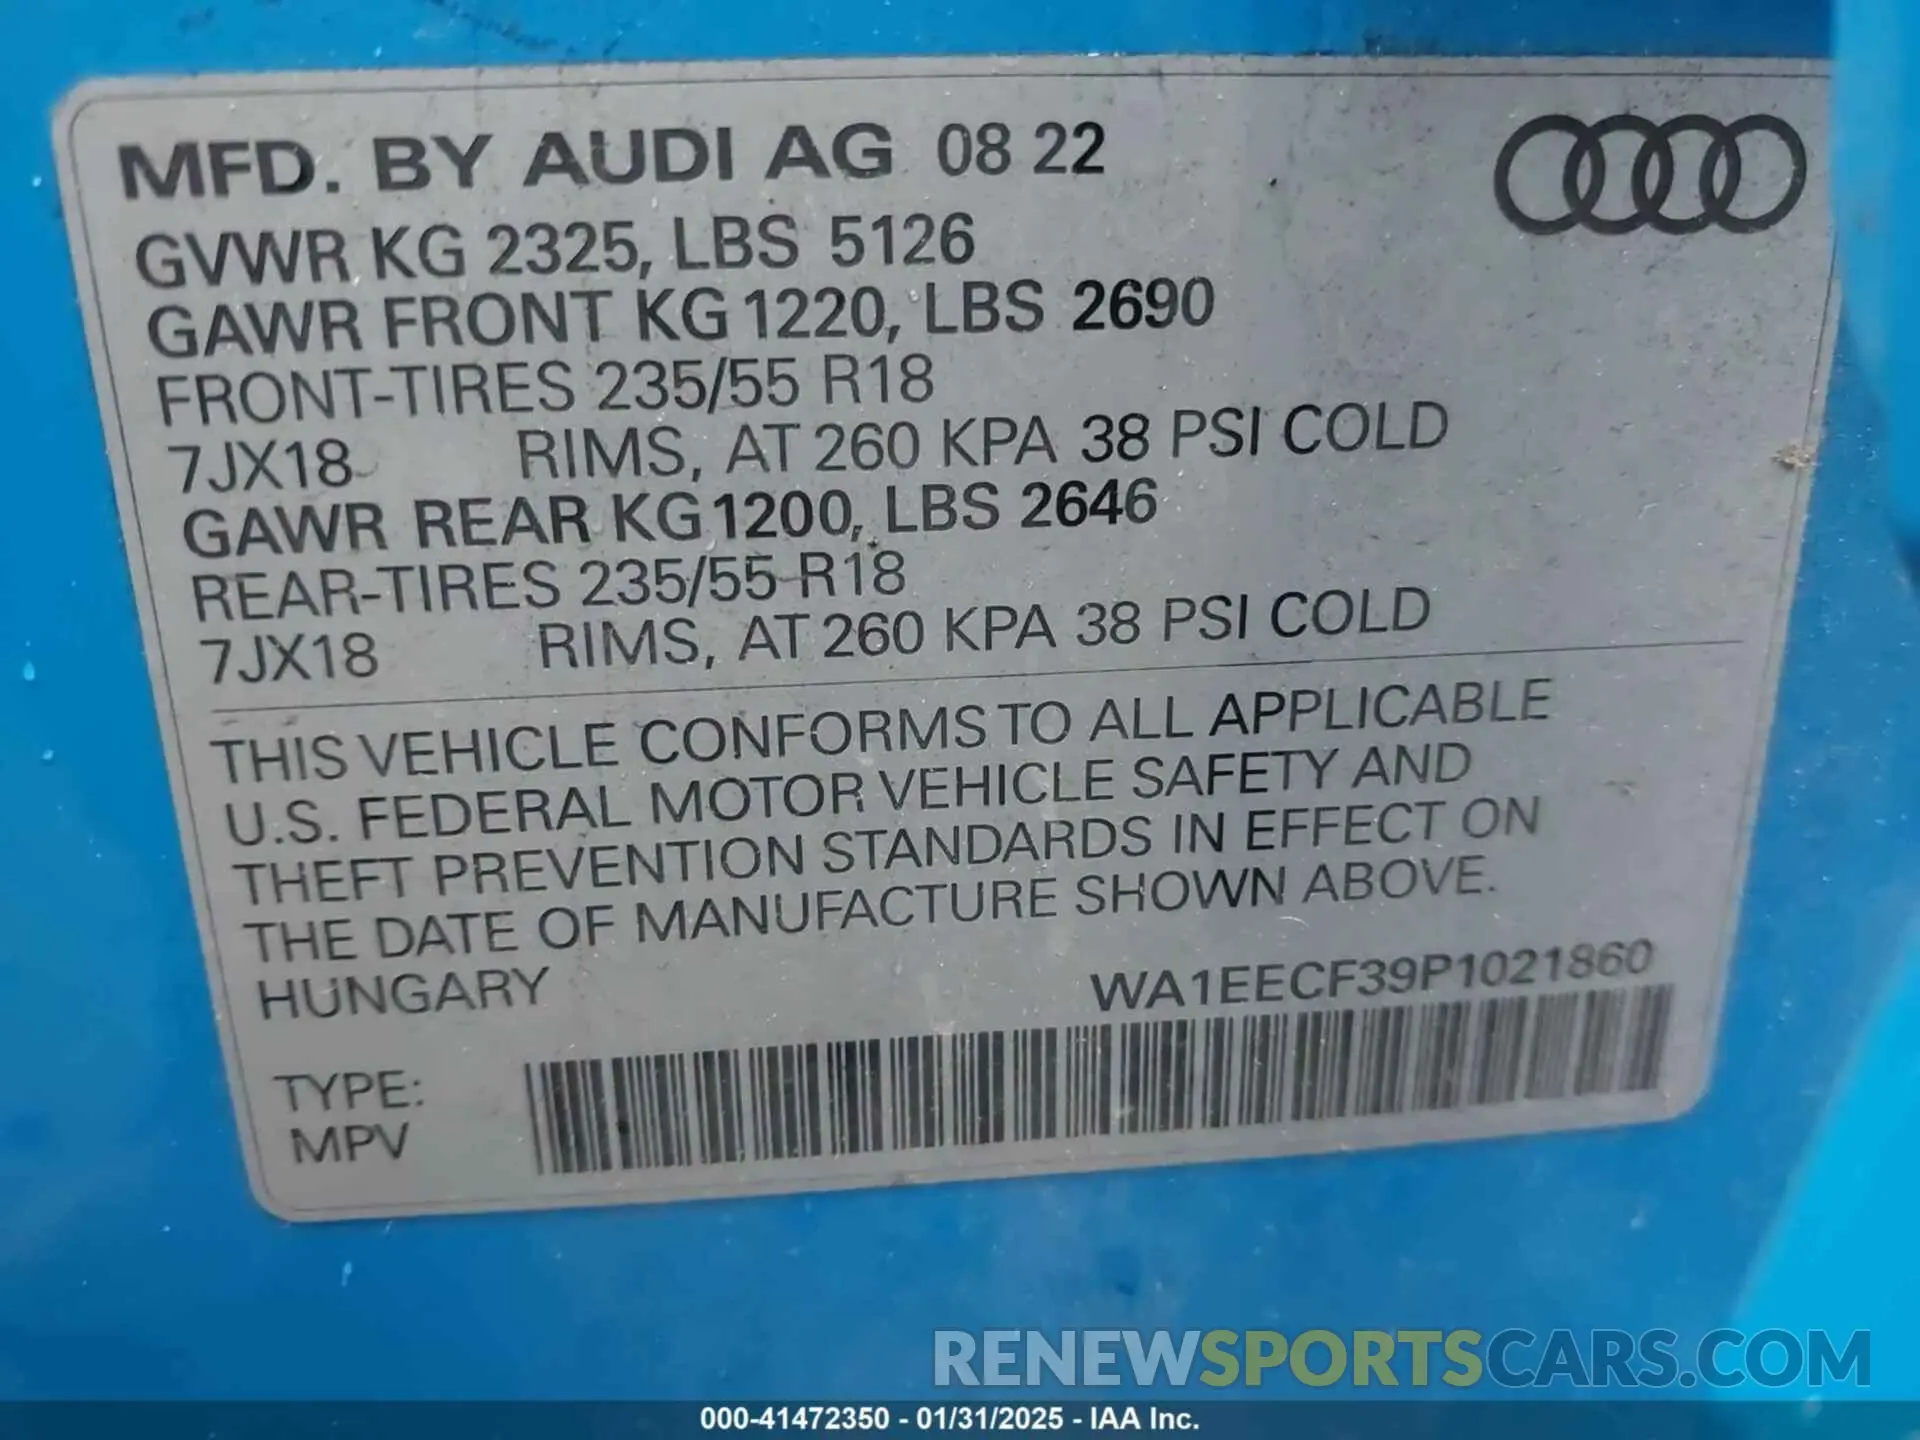 MFD. BY AUDI AG 08 22
GVWR KG 2325, LBS 5126
GAWR FRONT KG 1220, LBS 2690
FRONT-TIRES 235/55 R18
7JX18 RIMS, AT 260 KPA 38 PSI COLD
GAWR REAR KG 1200, LBS 2646
REAR-TIRES 235/55 R18
7JX18 RIMS, AT 260 KPA 38 PSI COLD
THIS VEHICLE CONFORMS TO ALL APPLICABLE
U.S. FEDERAL MOTOR VEHICLE SAFETY AND
THEFT PREVENTION STANDARDS IN EFFECT ON
THE DATE OF MANUFACTURE SHOWN ABOVE.
HUNGARY WA1EECF39P1021860
TYPE:
MPV
RENEWSPORTSCARS.COM
000-41472350 - 01/31/2025 - IAA Inc.